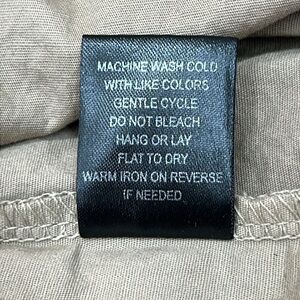 MACHINE WASH COLD
WITH LIKE COLORS
GENTLE CYCLE
DO NOT BLEACH
HANG OR LAY
FLAT TO DRY
WARM IRON ON REVERSE
IF NEEDED